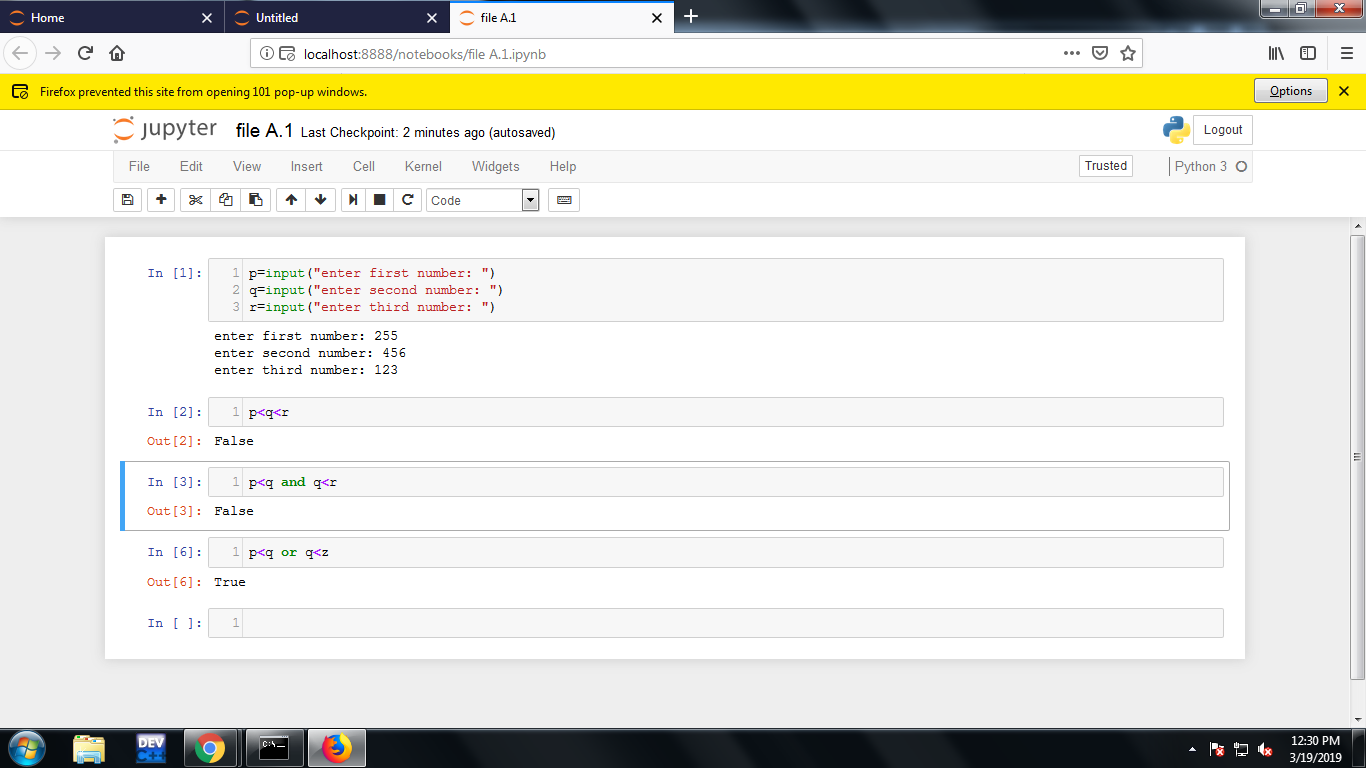 Home
Untitled
file A.1
localhost:8888/notebooks/file A.1.ipynb
Firefox prevented this site from opening 101 pop-up windows.
Options
jupyter file A.1 Last Checkpoint: 2 minutes ago (autosaved)
Logout
File Edit View Insert Cell Kernel Widgets Help
Trusted
Python 3
Code
In [1]:
1 p=input("enter first number: ")
2 q=input("enter second number: ")
3 r=input("enter third number: ")
enter first number: 255
enter second number: 456
enter third number: 123
In [2]: 1 p<q<r
Out[2]: False
In [3]: 1 p<q and q<r
Out[3]: False
In [6]: 1 p<q or q<z
Out[6]: True
In [ ]: 1
DEV
C++
C:\_
12:30 PM
3/19/2019